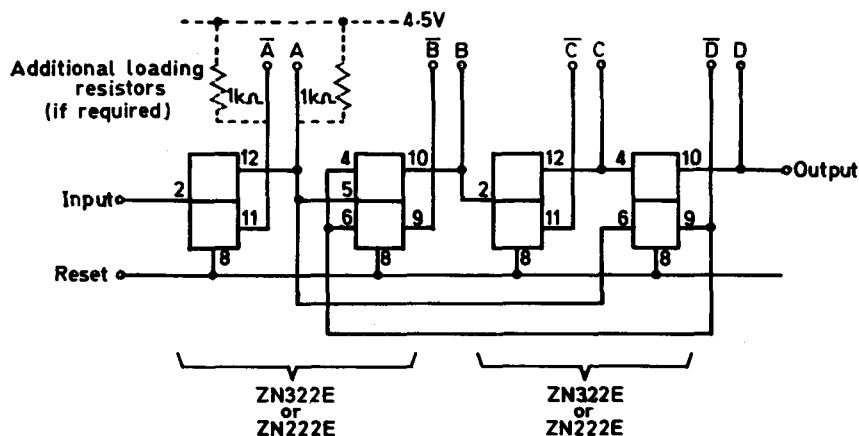 4·5V
A̅ A B̅ B C̅ C D̅ D
Additional loading
resistors
(if required)
1kΩ 1kΩ
12 4 10 12 4 10
Input 2 5 2 Output
11 6 9 11 6 9
8 8 8 8
Reset
ZN322E
or
ZN222E
ZN322E
or
ZN222E